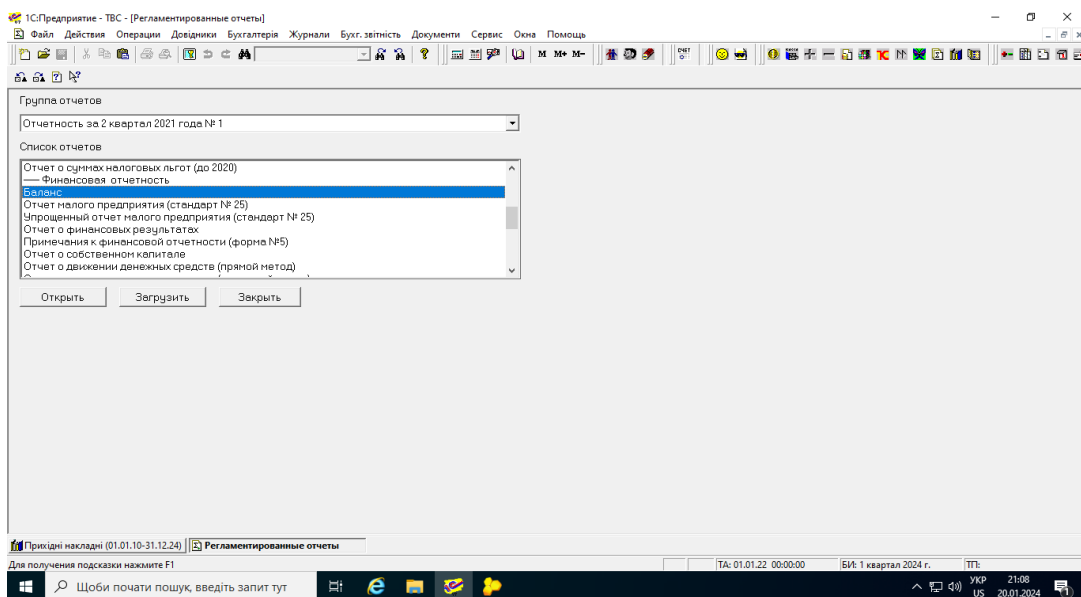 1С:Предприятие - ТВС - [Регламентированные отчеты]
Файл Действия Операции Довідники Бухгалтерія Журнали Бухг. звітність Документи Сервис Окна Помощь
M M+ M-
Группа отчетов
Отчетность за 2 квартал 2021 года № 1
Список отчетов
Отчет о суммах налоговых льгот (до 2020)
---- Финансовая отчетность
Баланс
Отчет малого предприятия (стандарт № 25)
Упрощенный отчет малого предприятия (стандарт № 25)
Отчет о финансовых результатах
Примечания к финансовой отчетности (форма №5)
Отчет о собственном капитале
Отчет о движении денежных средств (прямой метод)
Открыть Загрузить Закрыть
Прихідні накладні (01.01.10-31.12.24) Регламентированные отчеты
Для получения подсказки нажмите F1 TA: 01.01.22 00:00:00 БИ: 1 квартал 2024 г. ТП:
Щоби почати пошук, введіть запит тут УКР 21:08
US 20.01.2024